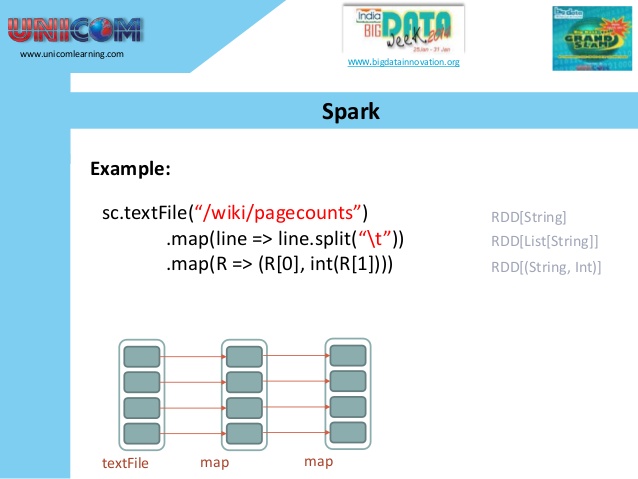 UNICOM
www.unicomlearning.com
India
BIG DATA
week
25Jan - 31 Jan
www.bigdatainnovation.org
GRAND
SLAM
Spark
Example:
sc.textFile(“/wiki/pagecounts”)
RDD[String]
.map(line => line.split(“\t”))
RDD[List[String]]
.map(R => (R[0], int(R[1])))
RDD[(String, Int)]
textFile
map
map